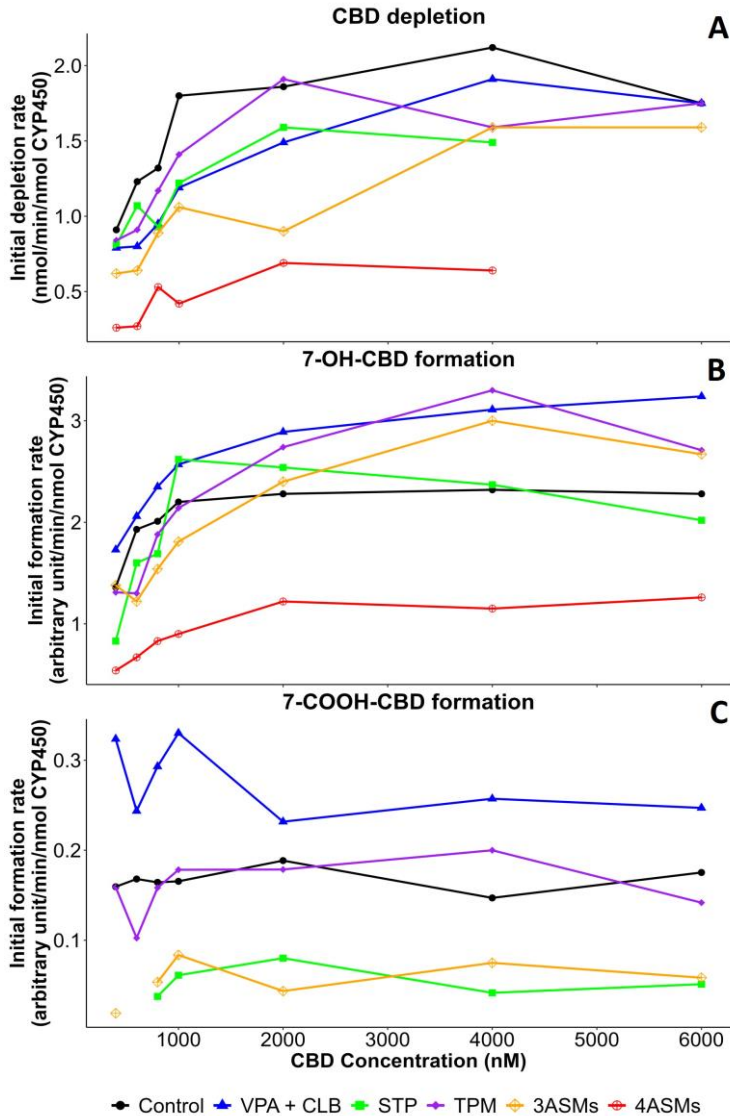 CBD depletion
A
Initial depletion rate
(nmol/min/nmol CYP450)
2.0
1.5
1.0
0.5
7-OH-CBD formation
B
Initial formation rate
(arbitrary unit/min/nmol CYP450)
3
2
1
7-COOH-CBD formation
C
Initial formation rate
(arbitrary unit/min/nmol CYP450)
0.3
0.2
0.1
1000 2000 3000 4000 5000 6000
CBD Concentration (nM)
Control VPA + CLB STP TPM 3ASMs 4ASMs